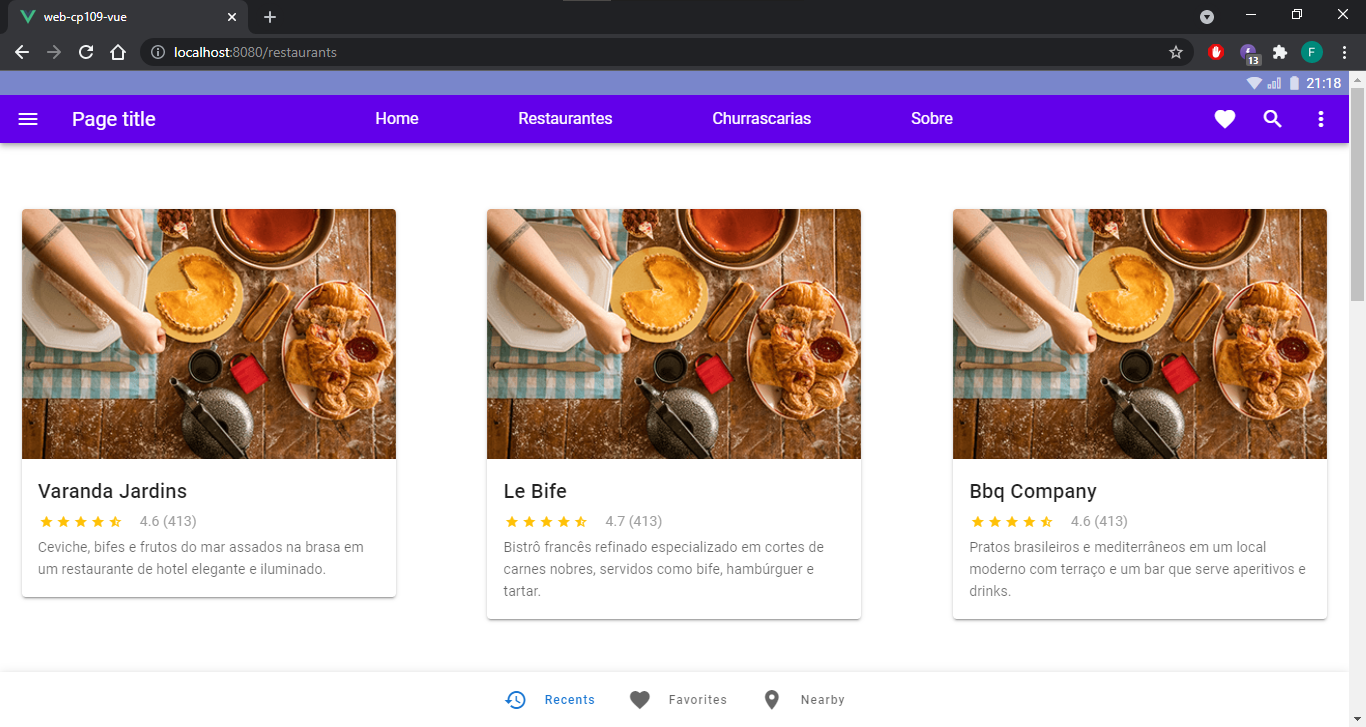 web-cp109-vue
localhost:8080/restaurants
13
F
21:18
Page title
Home
Restaurantes
Churrascarias
Sobre
Varanda Jardins
4.6 (413)
Ceviche, bifes e frutos do mar assados na brasa em
um restaurante de hotel elegante e iluminado.
Le Bife
4.7 (413)
Bistrô francês refinado especializado em cortes de
carnes nobres, servidos como bife, hambúrguer e
tartar.
Bbq Company
4.6 (413)
Pratos brasileiros e mediterrâneos em um local
moderno com terraço e um bar que serve aperitivos e
drinks.
Recents
Favorites
Nearby